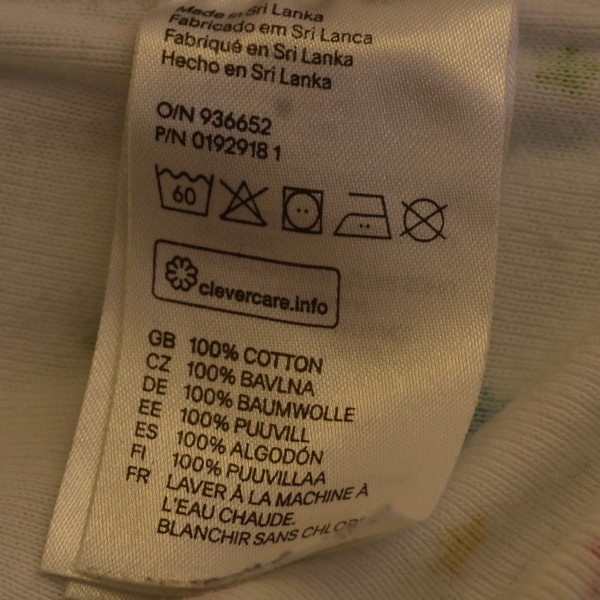 Made in Sri Lanka
Fabricado em Sri Lanca
Fabriqué en Sri Lanka
Hecho en Sri Lanka
O/N 936652
P/N 0192918 1
60
clevercare.info
GB 100% COTTON
CZ 100% BAVLNA
DE 100% BAUMWOLLE
EE 100% PUUVILL
ES 100% ALGODÓN
FI 100% PUUVILLAA
FR LAVER À LA MACHINE À
L'EAU CHAUDE.
BLANCHIR SANS